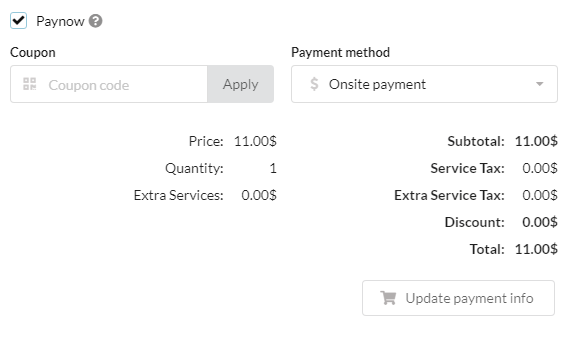 Paynow
Coupon
Payment method
Coupon code
Apply
$ Onsite payment
Price: 11.00$
Quantity: 1
Extra Services: 0.00$
Subtotal: 11.00$
Service Tax: 0.00$
Extra Service Tax: 0.00$
Discount: 0.00$
Total: 11.00$
Update payment info